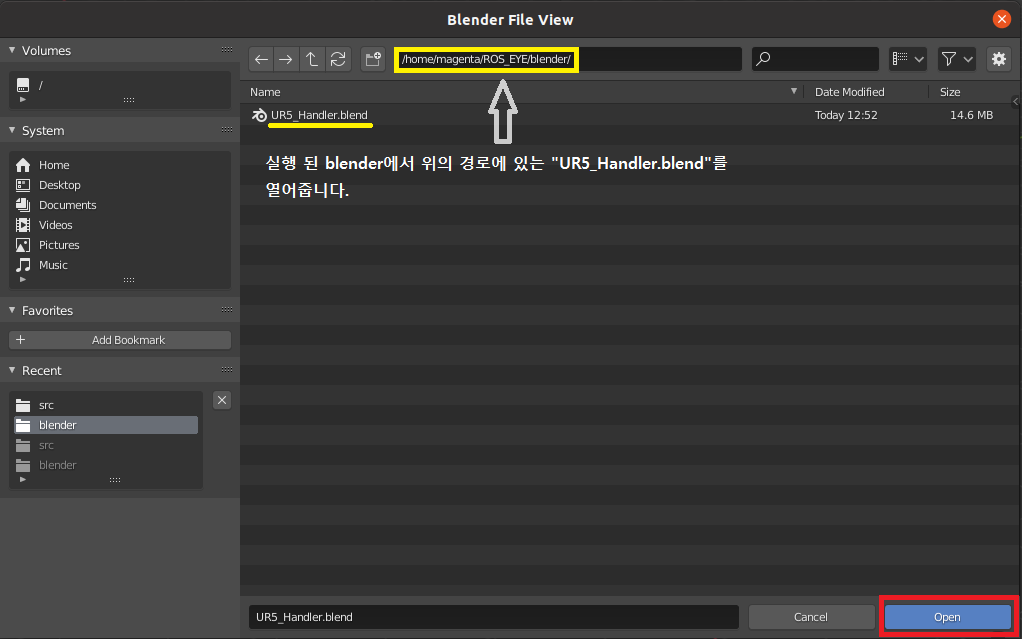 Blender File View
Volumes
/
System
Home
Desktop
Documents
Videos
Pictures
Music
Favorites
Add Bookmark
Recent
src
blender
src
blender
/home/magenta/ROS_EYE/blender/
Name Date Modified Size
UR5_Handler.blend Today 12:52 14.6 MB
실행 된 blender에서 위의 경로에 있는 "UR5_Handler.blend"를
열어줍니다.
UR5_Handler.blend Cancel Open